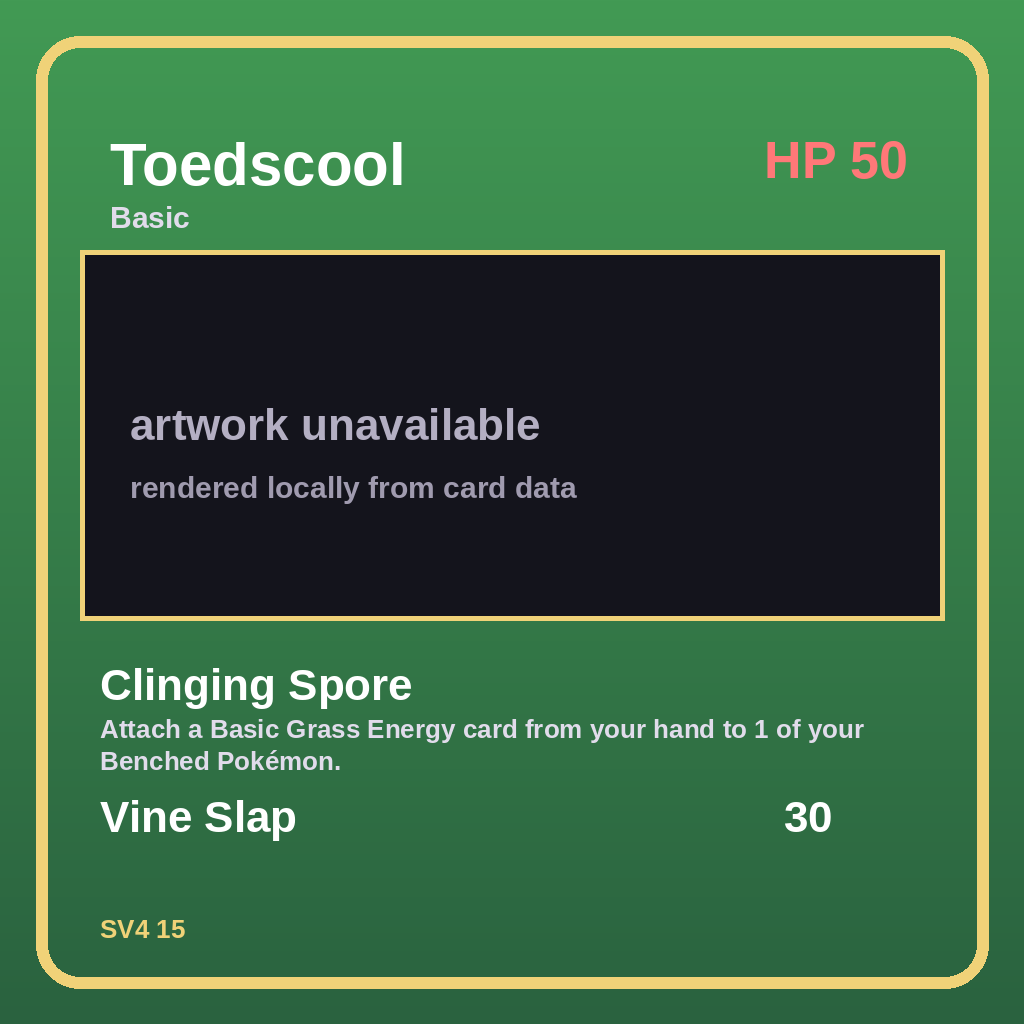 Toedscool
HP 50
Basic
artwork unavailable
rendered locally from card data
Clinging Spore
Attach a Basic Grass Energy card from your hand to 1 of your
Benched Pokémon.
Vine Slap 30
SV4 15